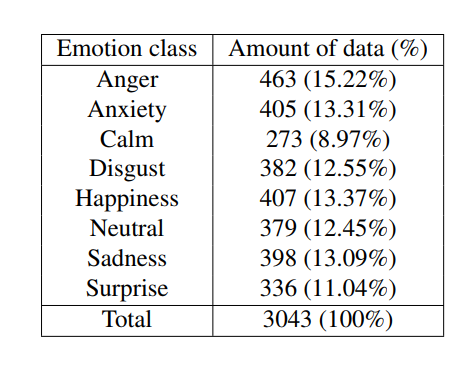 Emotion class Amount of data (%)
Anger 463 (15.22%)
Anxiety 405 (13.31%)
Calm 273 (8.97%)
Disgust 382 (12.55%)
Happiness 407 (13.37%)
Neutral 379 (12.45%)
Sadness 398 (13.09%)
Surprise 336 (11.04%)
Total 3043 (100%)